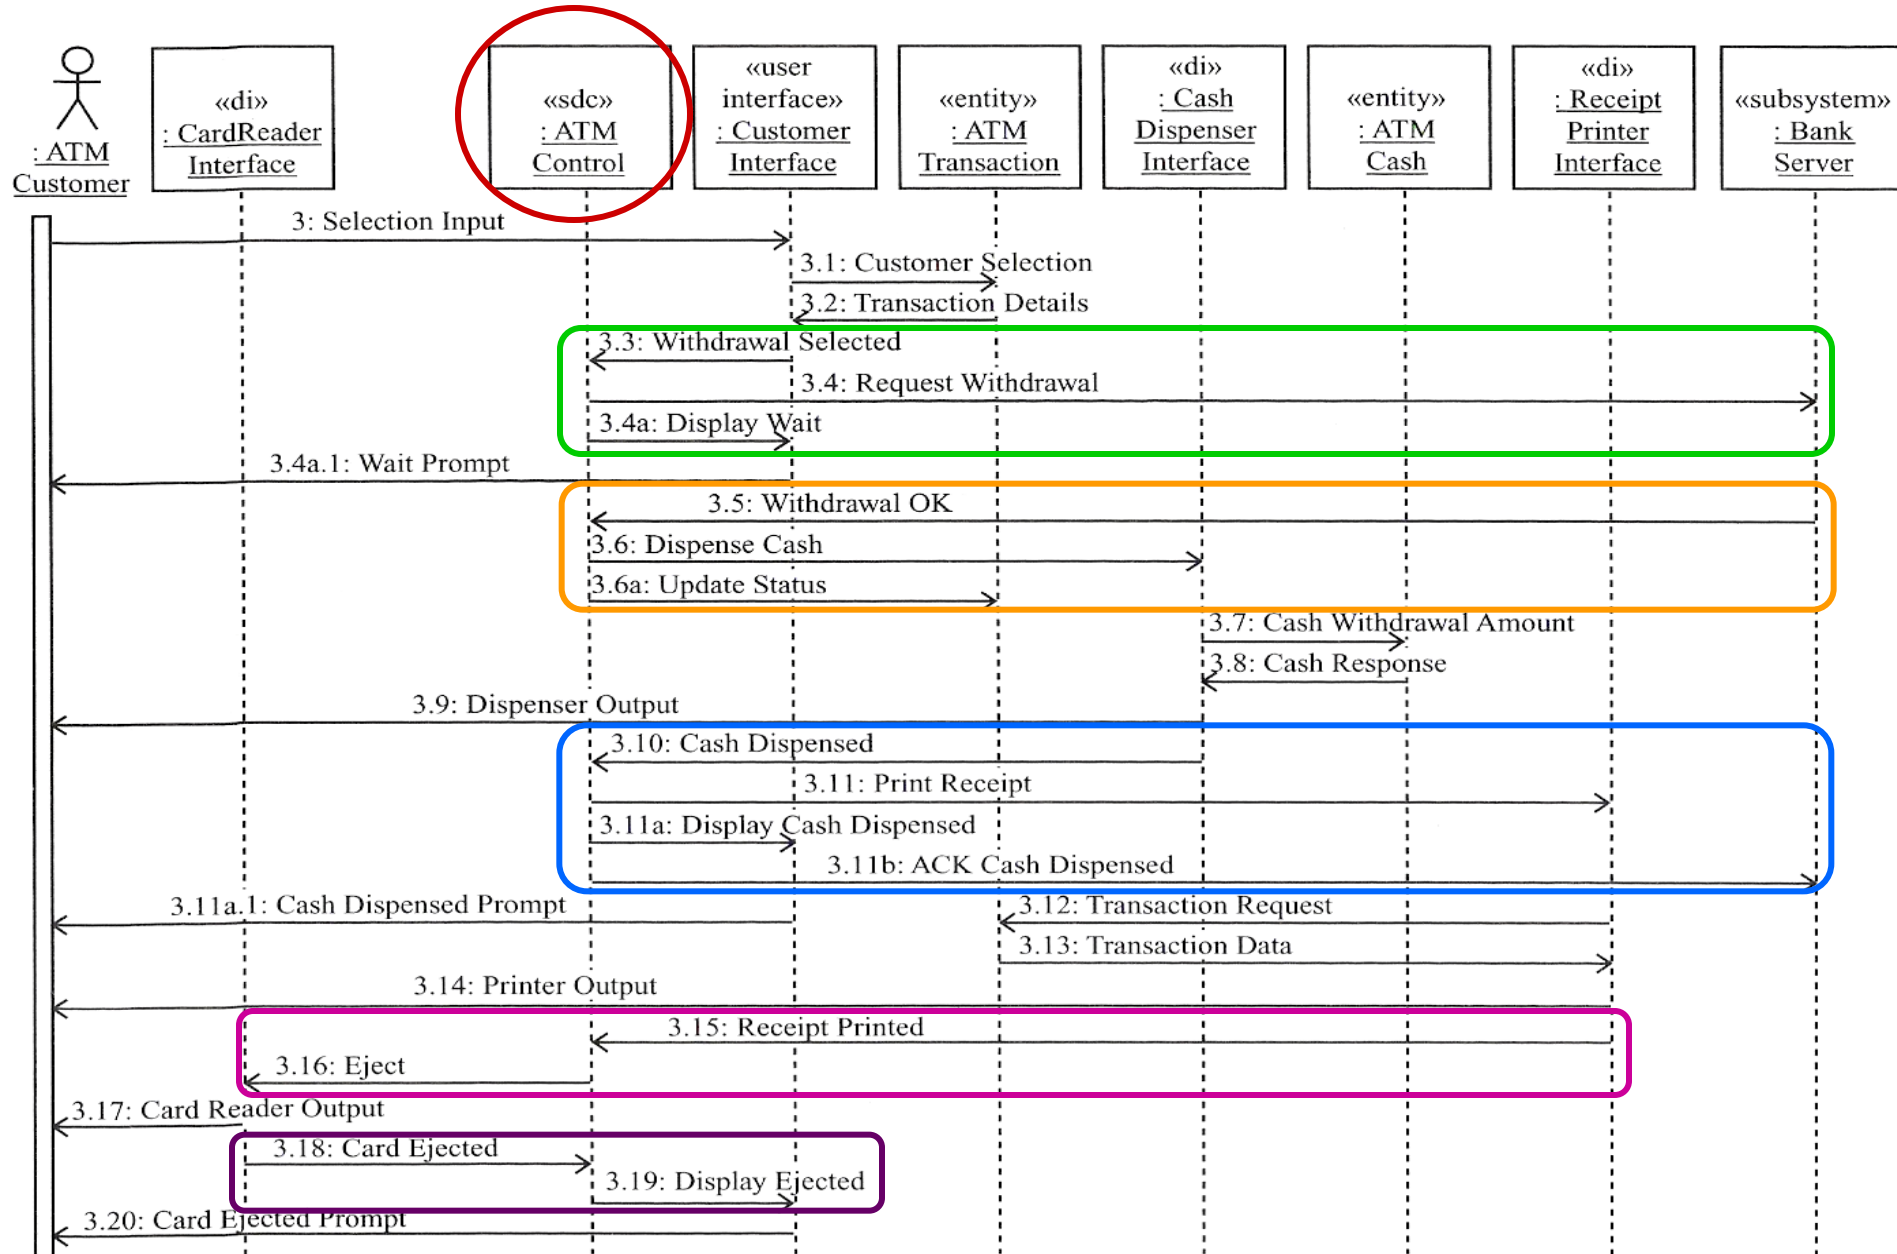 : ATM
Customer
«di»
: CardReader
Interface
«sdc»
: ATM
Control
«user
interface»
: Customer
Interface
«entity»
: ATM
Transaction
«di»
: Cash
Dispenser
Interface
«entity»
: ATM
Cash
«di»
: Receipt
Printer
Interface
«subsystem»
: Bank
Server
3: Selection Input
3.1: Customer Selection
3.2: Transaction Details
3.3: Withdrawal Selected
3.4: Request Withdrawal
3.4a: Display Wait
3.4a.1: Wait Prompt
3.5: Withdrawal OK
3.6: Dispense Cash
3.6a: Update Status
3.7: Cash Withdrawal Amount
3.8: Cash Response
3.9: Dispenser Output
3.10: Cash Dispensed
3.11: Print Receipt
3.11a: Display Cash Dispensed
3.11b: ACK Cash Dispensed
3.11a.1: Cash Dispensed Prompt
3.12: Transaction Request
3.13: Transaction Data
3.14: Printer Output
3.15: Receipt Printed
3.16: Eject
3.17: Card Reader Output
3.18: Card Ejected
3.19: Display Ejected
3.20: Card Ejected Prompt